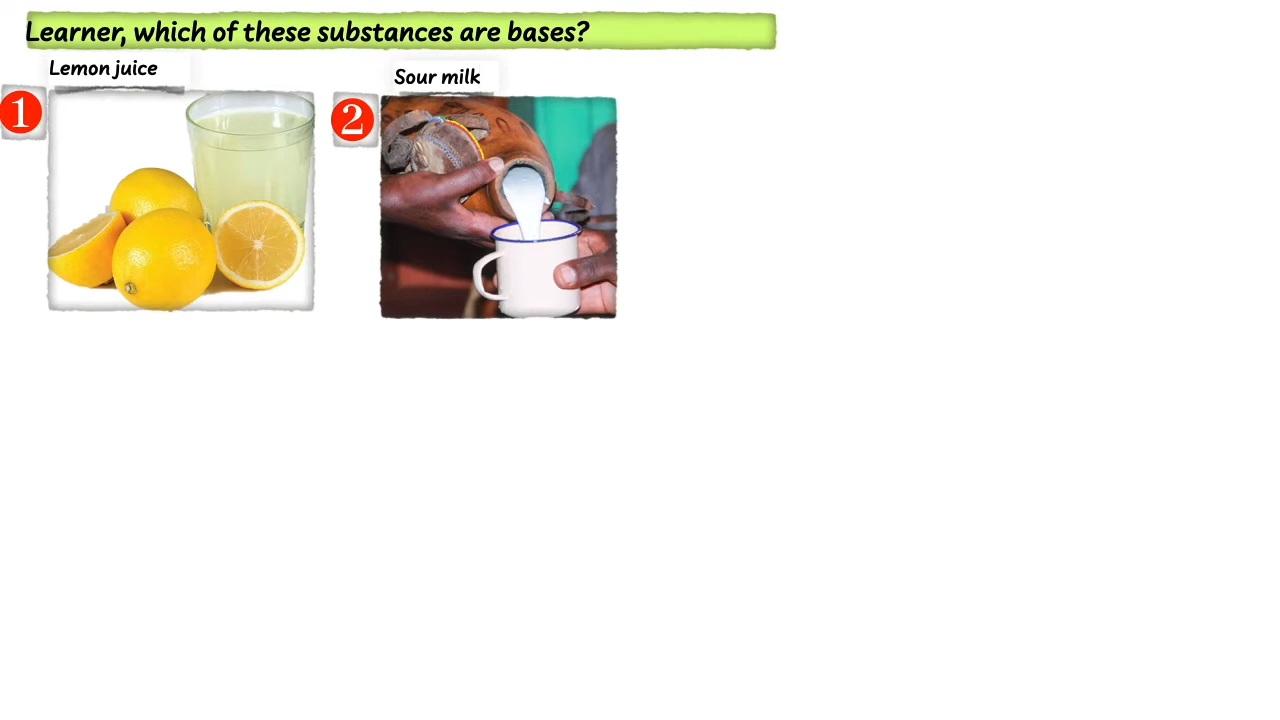 Learner, which of these substances are bases?
Lemon juice
Sour milk
1
2